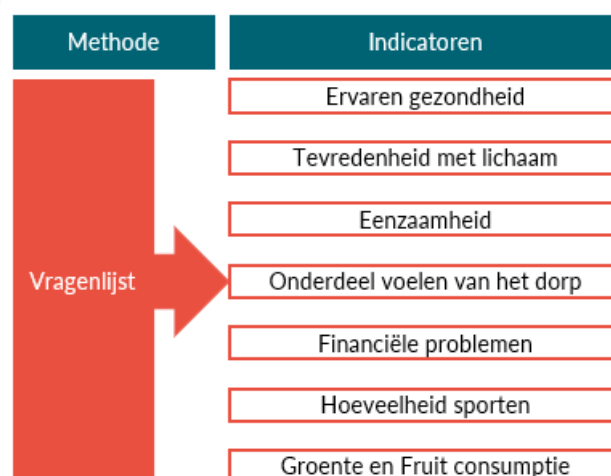 Methode
Indicatoren
Vragenlijst
Ervaren gezondheid
Tevredenheid met lichaam
Eenzaamheid
Onderdeel voelen van het dorp
Financiële problemen
Hoeveelheid sporten
Groente en Fruit consumptie